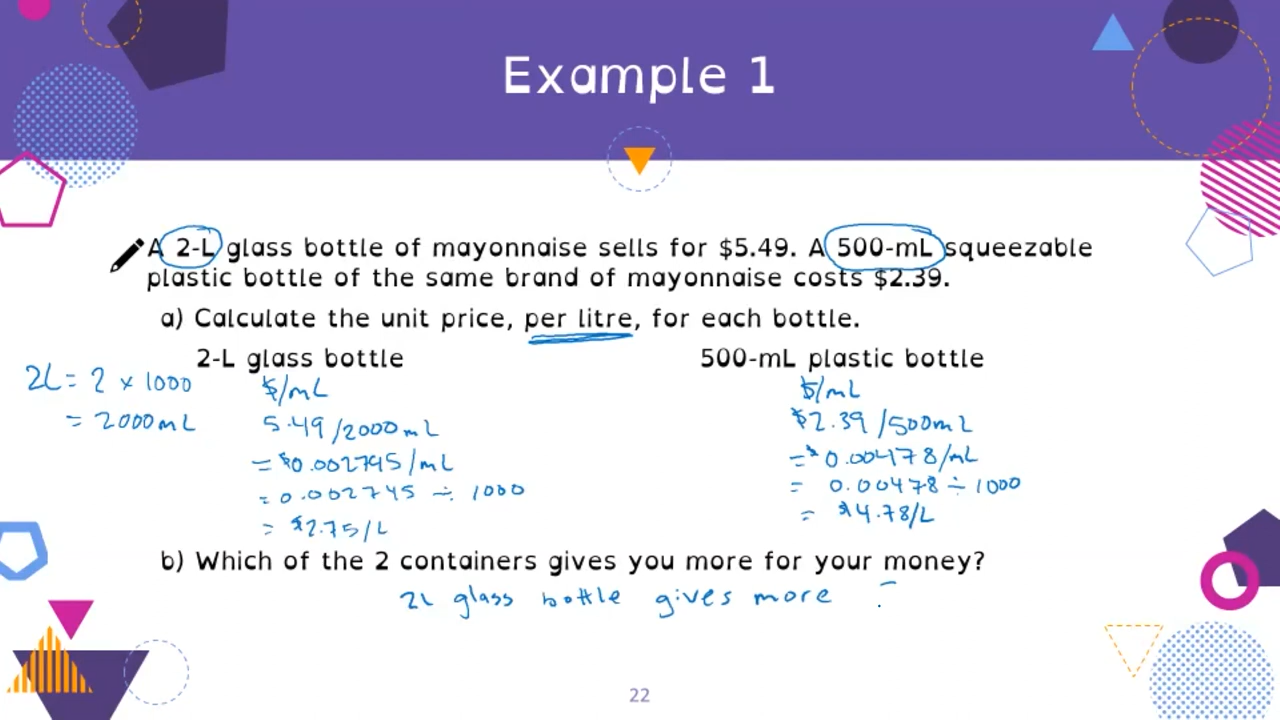 Example 1
A 2-L glass bottle of mayonnaise sells for $5.49. A 500-mL squeezable
plastic bottle of the same brand of mayonnaise costs $2.39.
a) Calculate the unit price, per litre, for each bottle.
2-L glass bottle
500-mL plastic bottle
2L = 2 x 1000
= 2000mL
$/mL
5.49/2000mL
= $0.002745/mL
= 0.002745 ÷ 1000
= $2.75/L
$/mL
$2.39/500mL
= $0.00478/mL
= 0.00478 ÷ 1000
= $4.78/L
b) Which of the 2 containers gives you more for your money?
2L glass bottle gives more
22